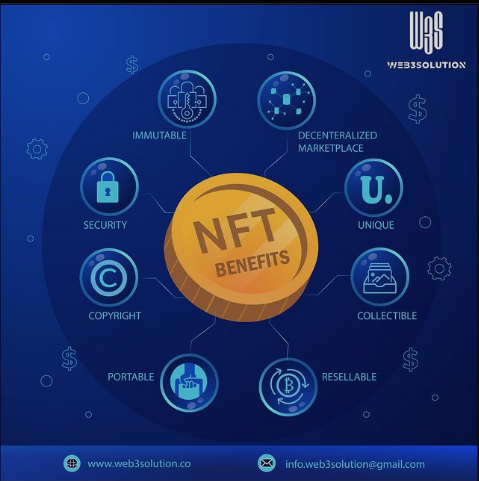 W3S
WEB3SOLUTION
IMMUTABLE
DECENTERALIZED
MARKETPLACE
SECURITY
U.
UNIQUE
NFT
BENEFITS
©
COPYRIGHT
COLLECTIBLE
PORTABLE
RESELLABLE
www.web3solution.co
info.web3solution@gmail.com